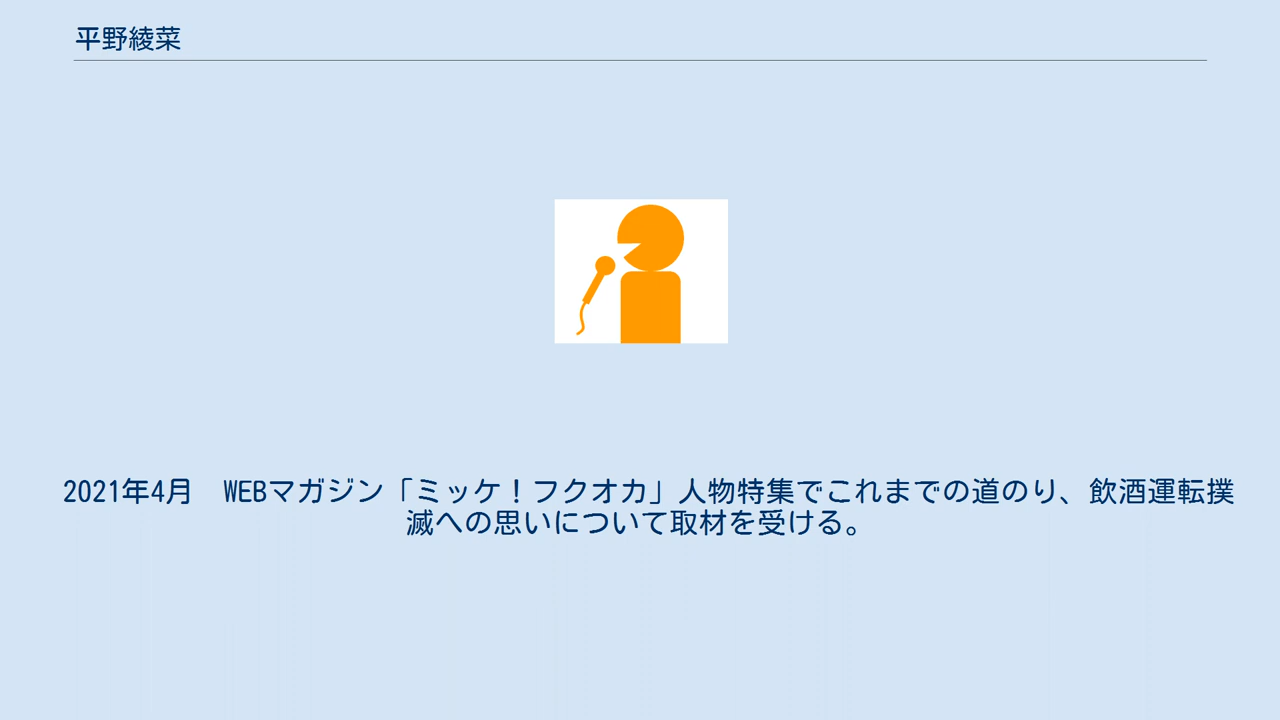 平野綾菜
2021年4月　WEBマガジン「ミッケ！フクオカ」人物特集でこれまでの道のり、飲酒運転撲
滅への思いについて取材を受ける。